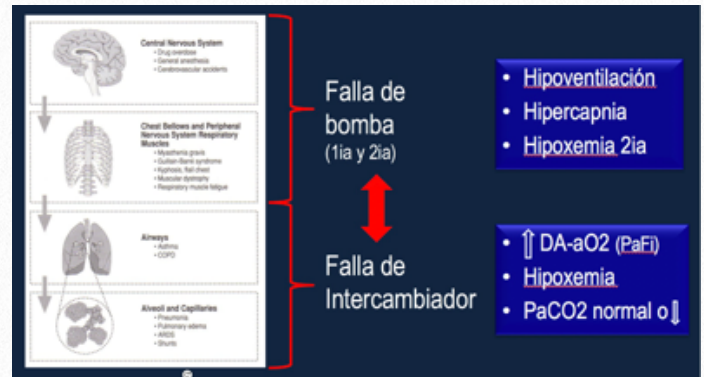 Central Nervous System
• Drug overdose
• General anesthesia
• Cerebrovascular accidents
Chest Bellows and Peripheral
Nervous System Respiratory
Muscles
• Myasthenia gravis
• Guillain-Barré syndrome
• Kyphosis, flail chest
• Muscular dystrophy
• Respiratory muscle fatigue
Airways
• Asthma
• COPD
Alveoli and Capillaries
• Pneumonia
• Pulmonary edema
• ARDS
• Shunts
Falla de
bomba
(1ia y 2ia)
Falla de
Intercambiador
• Hipoventilación
• Hipercapnia
• Hipoxemia 2ia
• ⇧ DA-aO2 (PaFi)
• Hipoxemia
• PaCO2 normal o ⇩